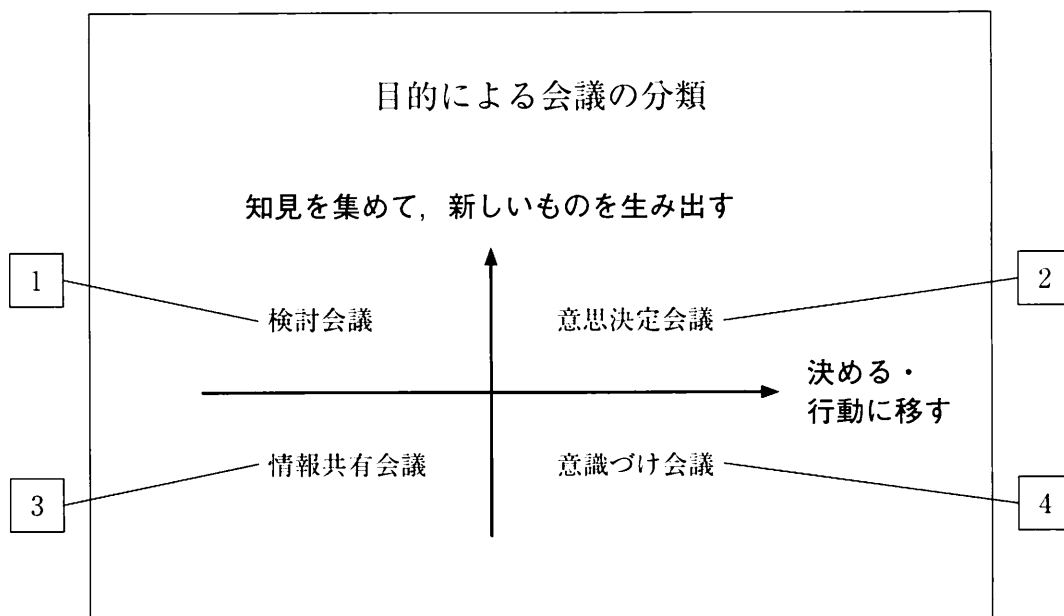 目的による会議の分類
知見を集めて，新しいものを生み出す
1
2
検討会議
意思決定会議
決める・
行動に移す
情報共有会議
意識づけ会議
3
4